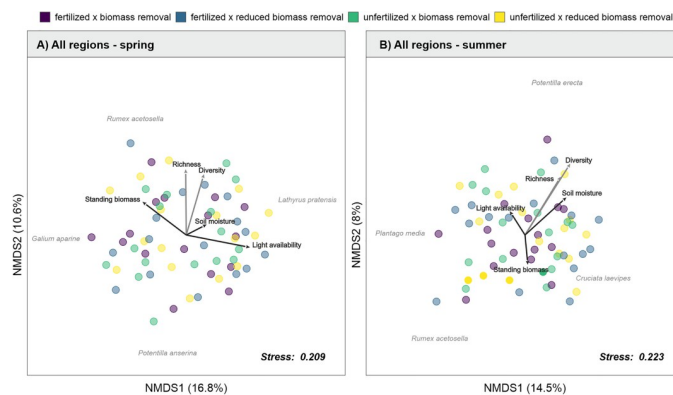 fertilized x biomass removal fertilized x reduced biomass removal unfertilized x biomass removal unfertilized x reduced biomass removal
A) All regions - spring
Rumex acetosella
Richness
Diversity
Standing biomass
Lathyrus pratensis
Soil moisture
Galium aparine
Light availability
Potentilla anserina
Stress: 0.209
NMDS2 (10.6%)
NMDS1 (16.8%)
B) All regions - summer
Potentilla erecta
Diversity
Richness
Soil moisture
Light availability
Plantago media
Standing biomass
Cruciata laevipes
Rumex acetosella
Stress: 0.223
NMDS2 (8%)
NMDS1 (14.5%)